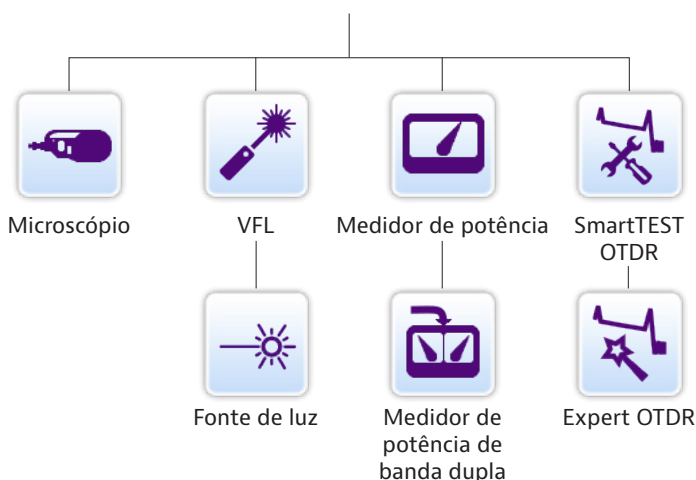 Microscópio
VFL
Medidor de potência
SmartTEST
OTDR
Fonte de luz
Medidor de
potência de
banda dupla
Expert OTDR